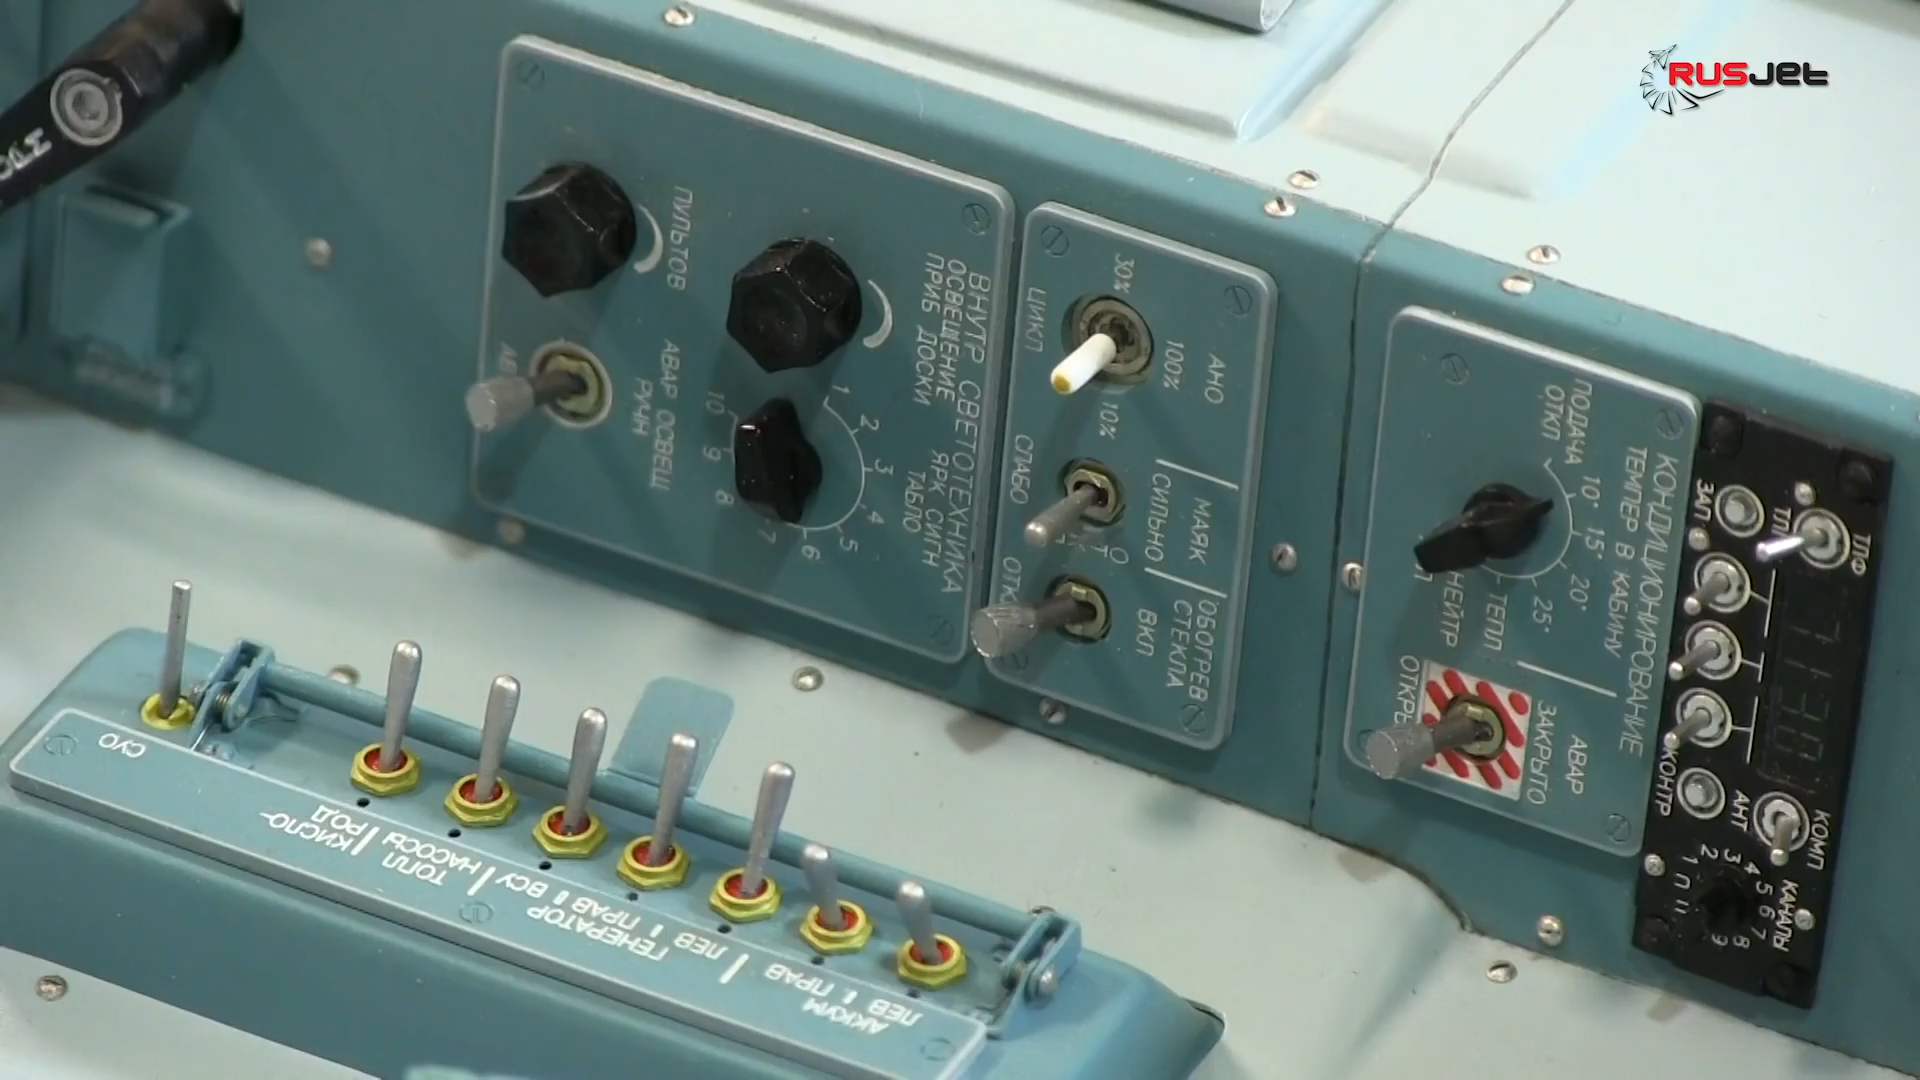 RUSJET
ВНУТР СВЕТОТЕХНИКА
ОСВЕЩЕНИЕ
ПРИБ ДОСКИ
ЯРК СИГН
ТАБЛО
ПУЛЬТОВ
АВАР ОСВЕЩ
РУЧН
1
2
3
4
5
6
7
8
9
10
АНО
ЦИКЛ
30%
100%
10%
МАЯК
СЛАБО
СИЛЬНО
ОБОГРЕВ
СТЕКЛА
ВКЛ
КОНДИЦИОНИРОВАНИЕ
ТЕМПЕР В КАБИНУ
ПОДАЧА
ОТКЛ
10°
15°
20°
25°
ТЕПЛ
НЕЙТР
АВАР
ЗАКРЫТО
ТЛФ
ЗАП
КОНТР
АНТ
КОМП
КАНАЛЫ
1
2
3
4
5
6
7
8
9
СУО
КИСЛО-
РОД
ТОПЛ
НАСОСЫ
ГЕНЕРАТОР
ЛЕВ ПРАВ ВСУ
АККУМ
ЛЕВ ПРАВ